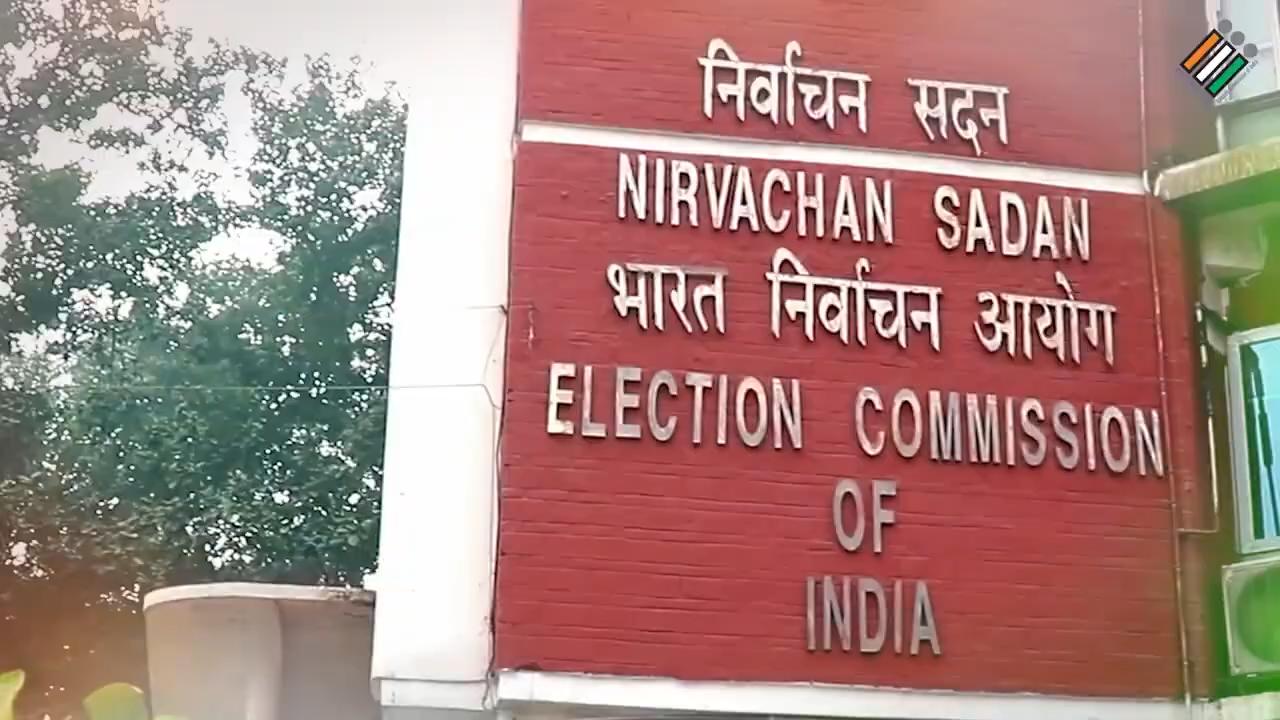 निर्वाचन सदन
NIRVACHAN SADAN
भारत निर्वाचन आयोग
ELECTION COMMISSION
OF
INDIA